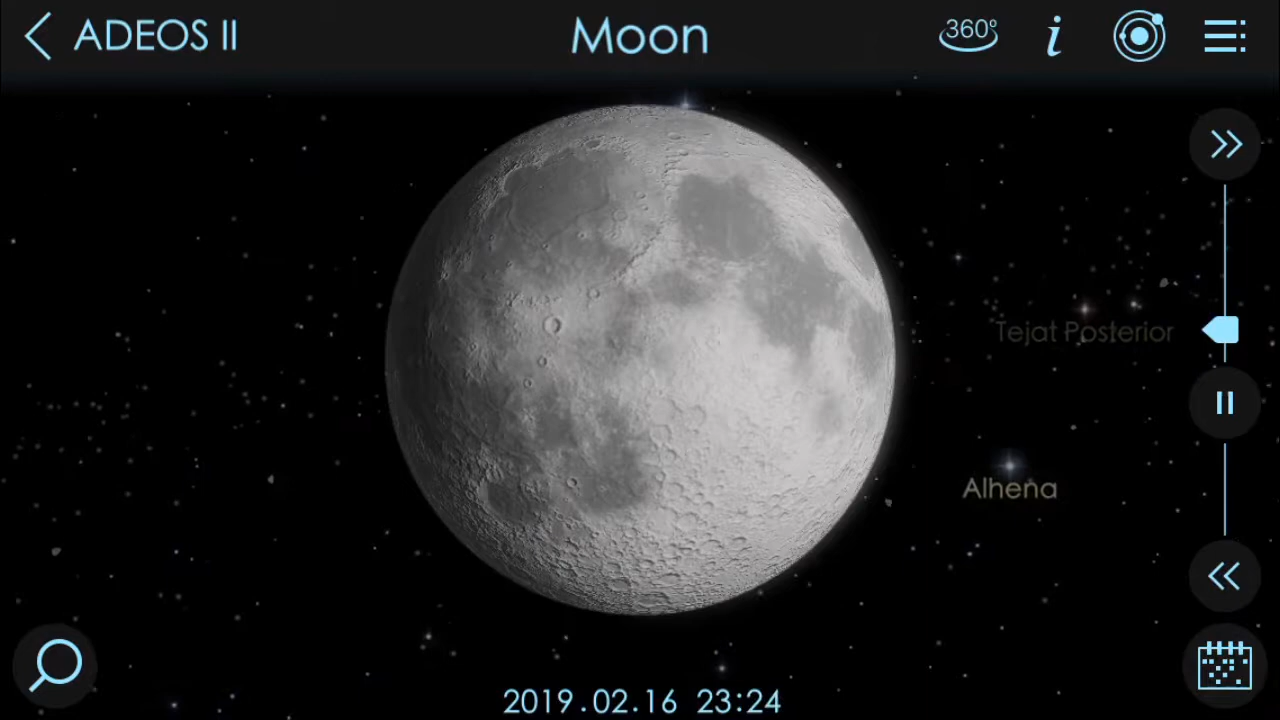 ADEOS II
Moon
360°
i
Tejat Posterior
Alhena
2019.02.16 23:24